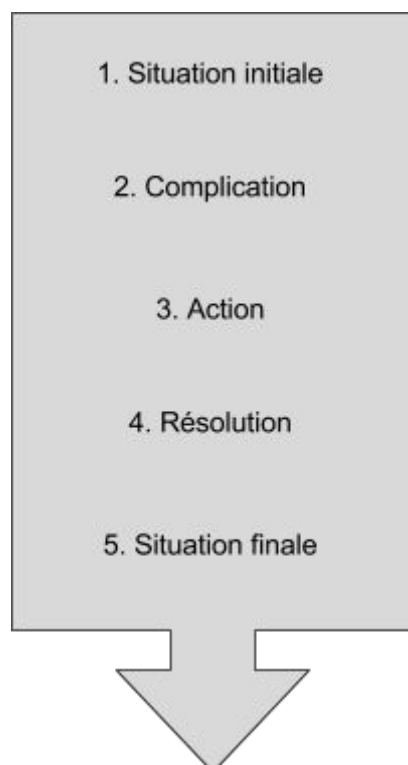 1. Situation initiale
2. Complication
3. Action
4. Résolution
5. Situation finale